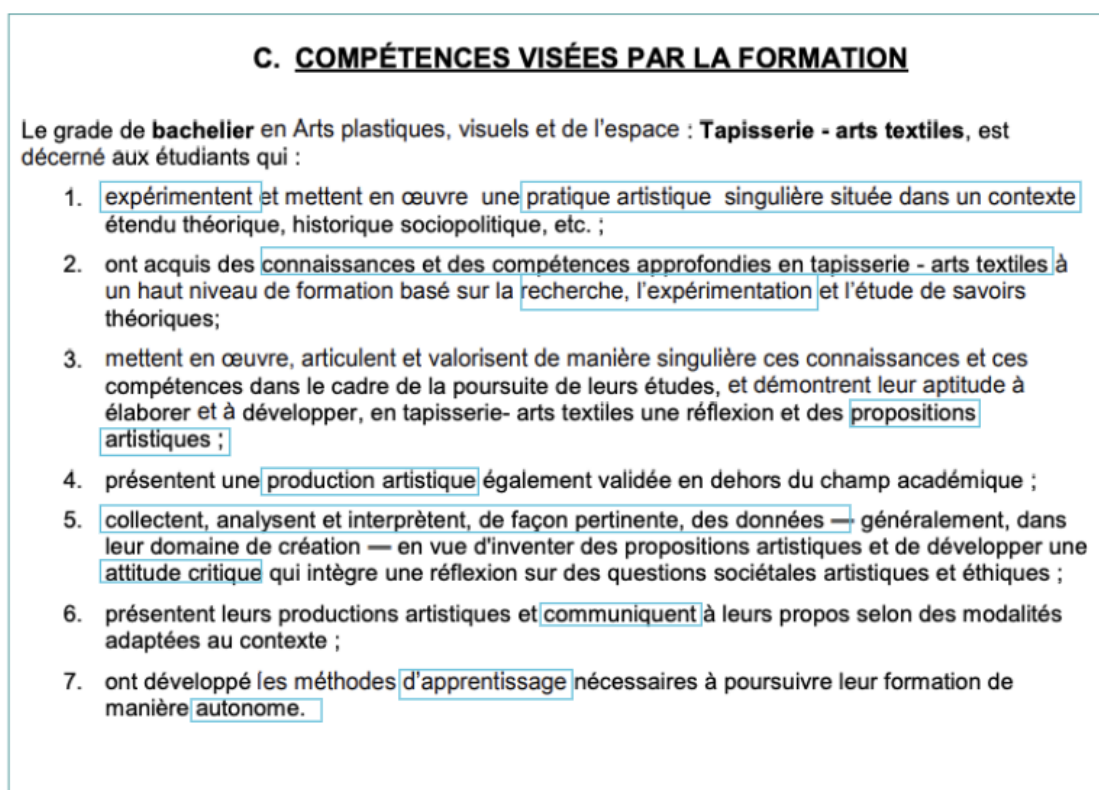 C. COMPÉTENCES VISÉES PAR LA FORMATION
Le grade de bachelier en Arts plastiques, visuels et de l'espace : Tapisserie - arts textiles, est
décerné aux étudiants qui :
1. expérimentent et mettent en œuvre une pratique artistique singulière située dans un contexte
étendu théorique, historique sociopolitique, etc. ;
2. ont acquis des connaissances et des compétences approfondies en tapisserie - arts textiles à
un haut niveau de formation basé sur la recherche, l'expérimentation et l'étude de savoirs
théoriques;
3. mettent en œuvre, articulent et valorisent de manière singulière ces connaissances et ces
compétences dans le cadre de la poursuite de leurs études, et démontrent leur aptitude à
élaborer et à développer, en tapisserie- arts textiles une réflexion et des propositions
artistiques ;
4. présentent une production artistique également validée en dehors du champ académique ;
5. collectent, analysent et interprètent, de façon pertinente, des données — généralement, dans
leur domaine de création — en vue d'inventer des propositions artistiques et de développer une
attitude critique qui intègre une réflexion sur des questions sociétales artistiques et éthiques ;
6. présentent leurs productions artistiques et communiquent à leurs propos selon des modalités
adaptées au contexte ;
7. ont développé les méthodes d'apprentissage nécessaires à poursuivre leur formation de
manière autonome.